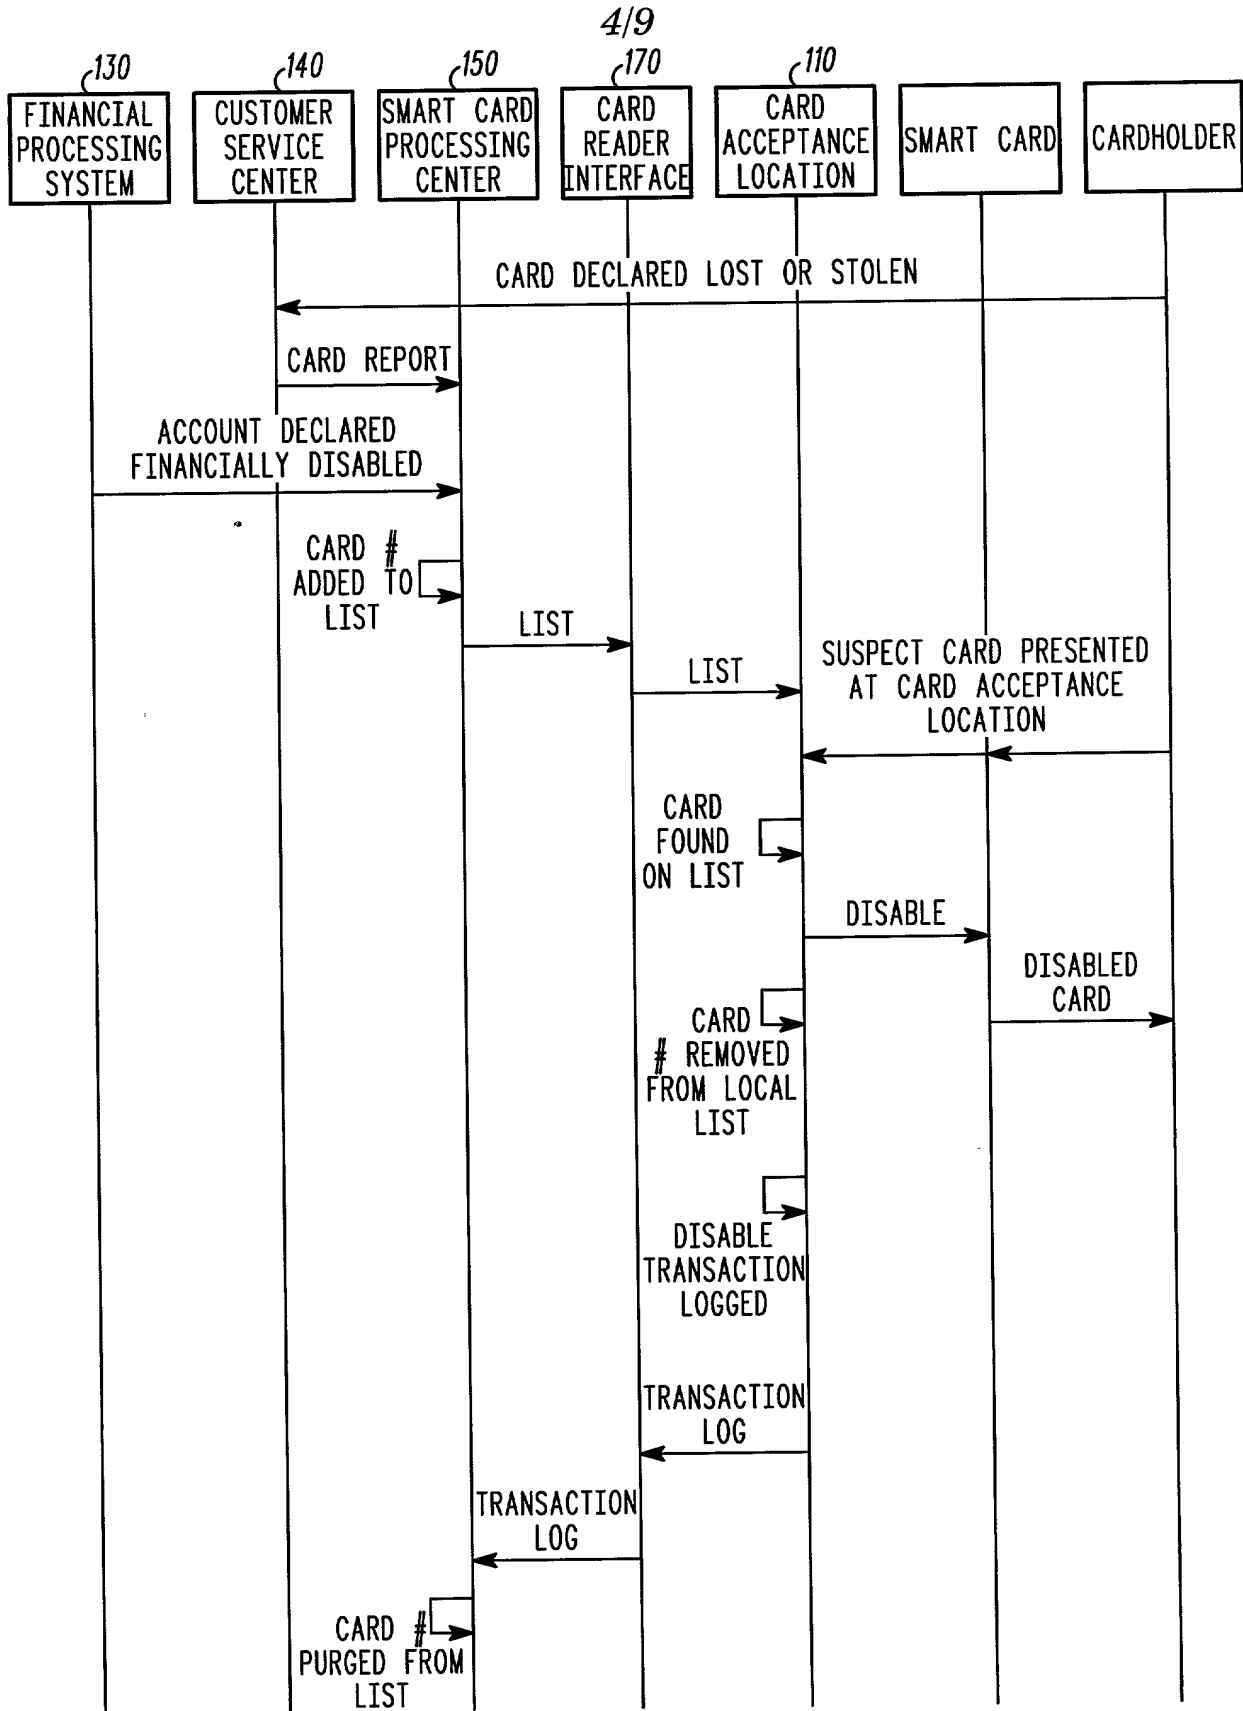 4/9
130
140
150
170
110
FINANCIAL
PROCESSING
SYSTEM
CUSTOMER
SERVICE
CENTER
SMART CARD
PROCESSING
CENTER
CARD
READER
INTERFACE
CARD
ACCEPTANCE
LOCATION
SMART CARD
CARDHOLDER
CARD DECLARED LOST OR STOLEN
CARD REPORT
ACCOUNT DECLARED
FINANCIALLY DISABLED
CARD #
ADDED TO
LIST
LIST
LIST
SUSPECT CARD PRESENTED
AT CARD ACCEPTANCE
LOCATION
CARD
FOUND
ON LIST
DISABLE
DISABLED
CARD
CARD
# REMOVED
FROM LOCAL
LIST
DISABLE
TRANSACTION
LOGGED
TRANSACTION
LOG
TRANSACTION
LOG
CARD #
PURGED FROM
LIST